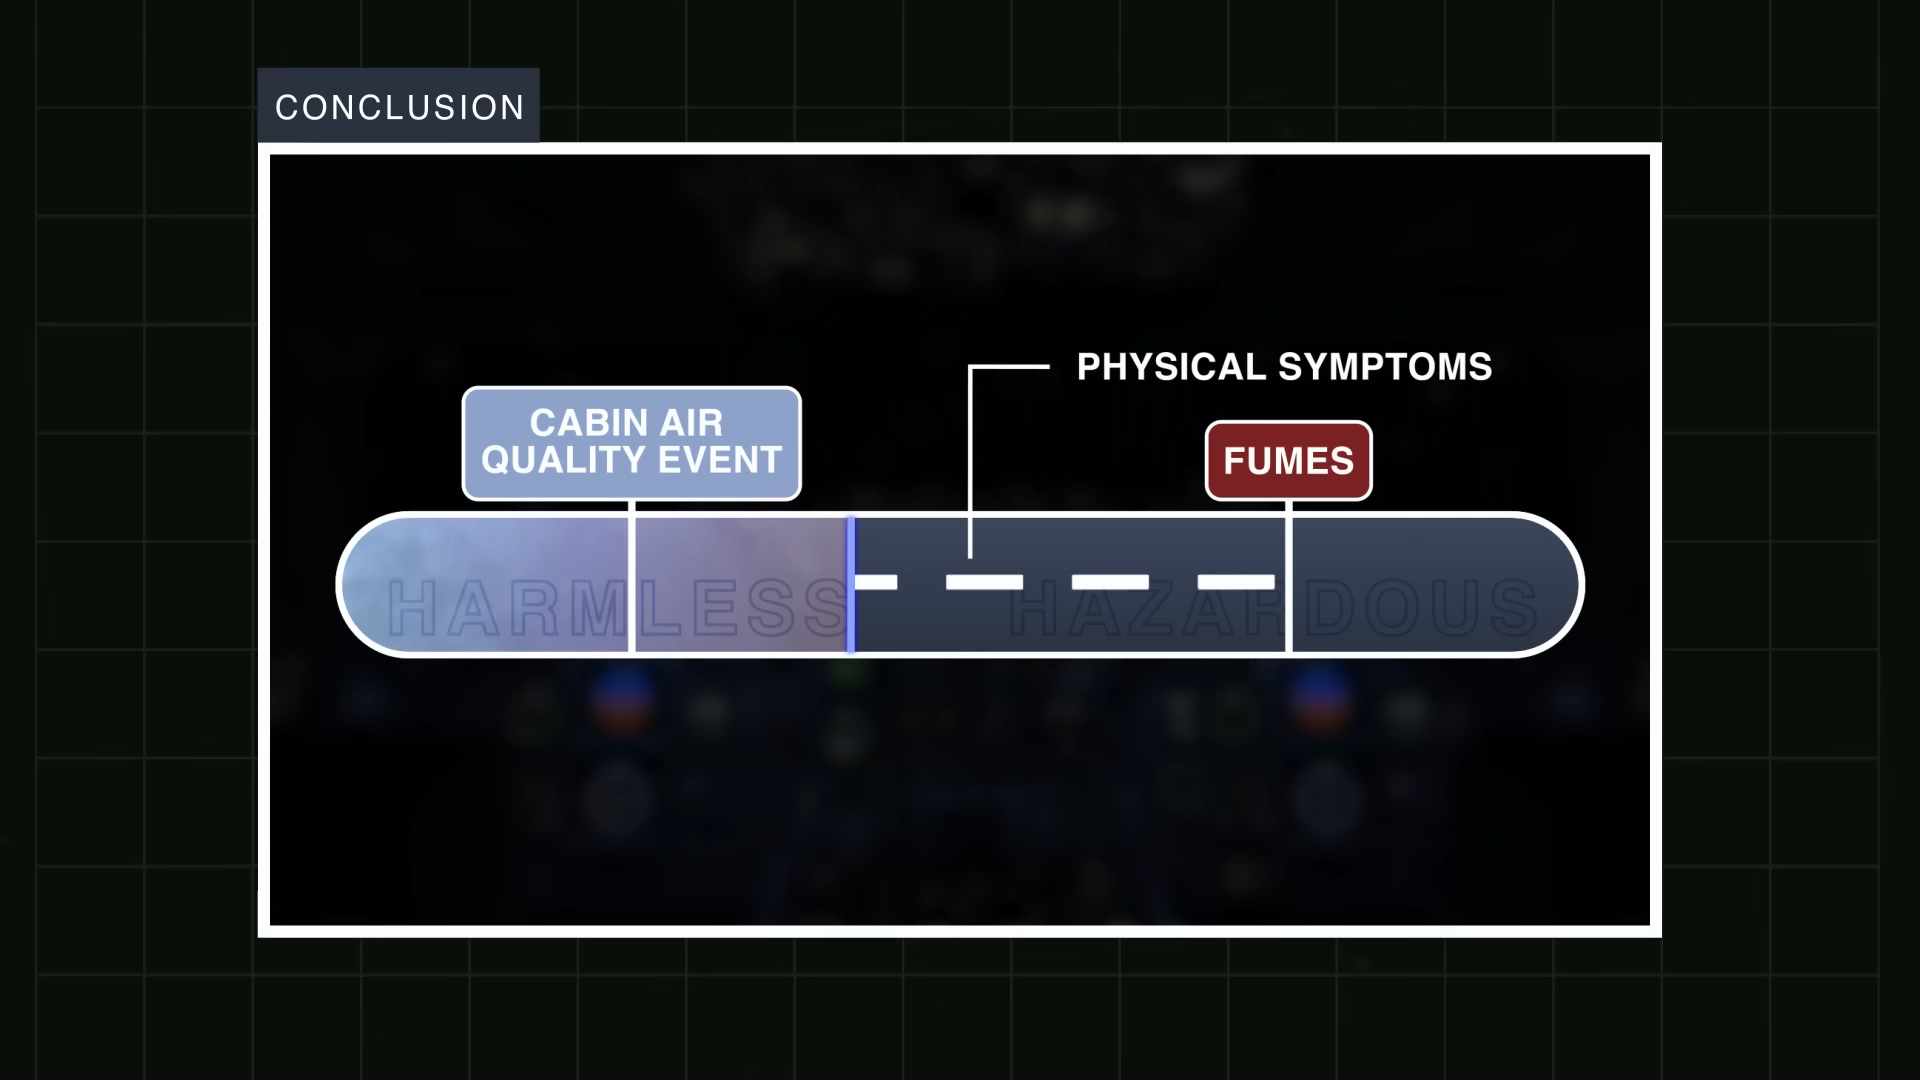 CONCLUSION
PHYSICAL SYMPTOMS
CABIN AIR
QUALITY EVENT
FUMES
HARMLESS
HAZARDOUS